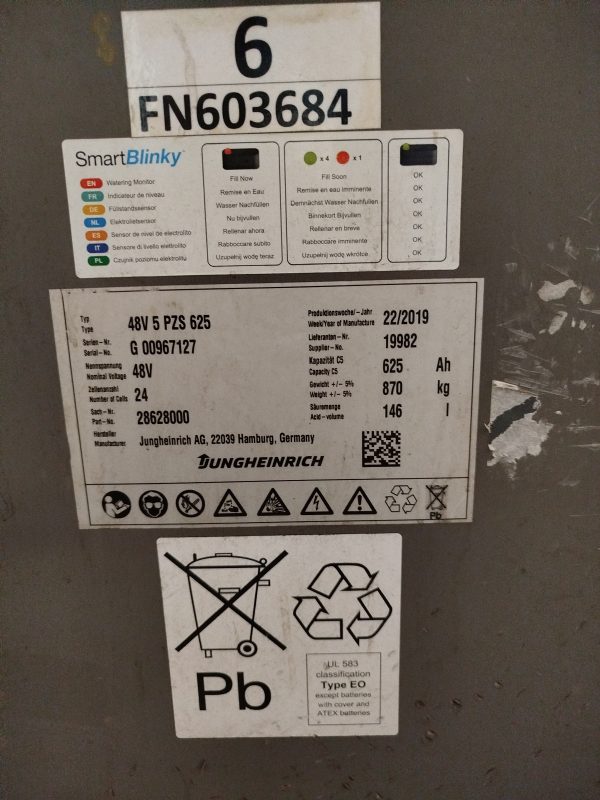 6
FN603684
SmartBlinky
EN Watering Monitor
FR Indicateur de niveau
DE Füllstandsensor
NL Elektrolietsensor
ES Sensor de nivel de electrolito
IT Sensore di livello elettrolito
PL Czujnik poziomu elektrolitu
Fill Now
Remise en Eau
Wasser Nachfüllen
Nu bijvullen
Rellenar ahora
Rabboccare subito
Uzupełnij wodę teraz
x 4 x 1
Fill Soon
Remise en eau imminente
Demnächst Wasser Nachfüllen
Binnekort Bijvullen
Rellenar en breve
Rabboccare imminente
Uzupełnij wodę wkrótce
OK
OK
OK
OK
OK
OK
OK
Typ
Type 48V 5 PZS 625
Serien-Nr.
Serial-No. G 00967127
Nennspannung
Nominal Voltage 48V
Zellenanzahl
Number of Cells 24
Sach-Nr.
Part-No. 28628000
Hersteller
Manufacturer Jungheinrich AG, 22039 Hamburg, Germany
Produktionswoche/-Jahr
Week/Year of Manufacture 22/2019
Lieferanten-Nr.
Supplier-No. 19982
Kapazität C5
Capacity C5 625 Ah
Gewicht +/- 5%
Weight +/- 5% 870 kg
Säuremenge
Acid-volume 146 l
JUNGHEINRICH
Pb
Pb
UL 583
classification
Type EO
except batteries
with cover and
ATEX batteries